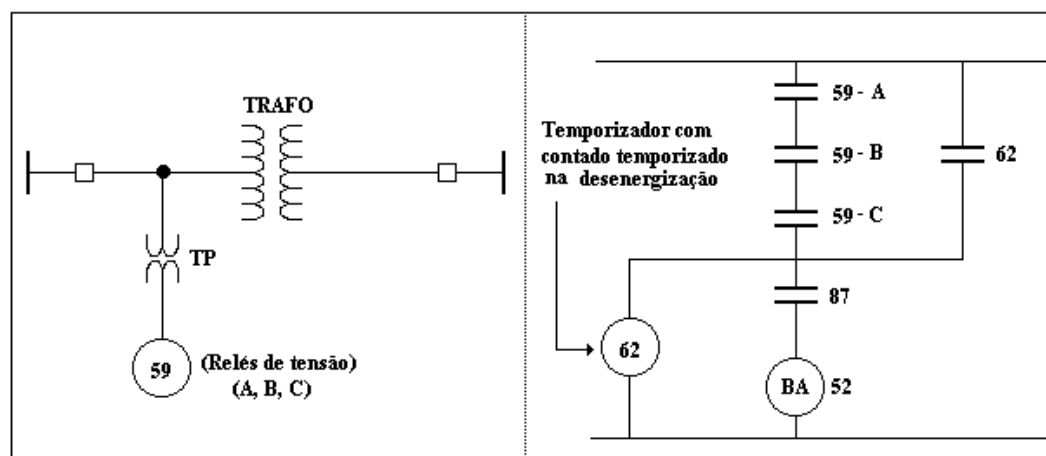 TRAFO
TP
59
(Relés de tensão)
(A, B, C)
Temporizador com
contado temporizado
na desenergização
59 - A
59 - B
62
59 - C
87
62
BA
52